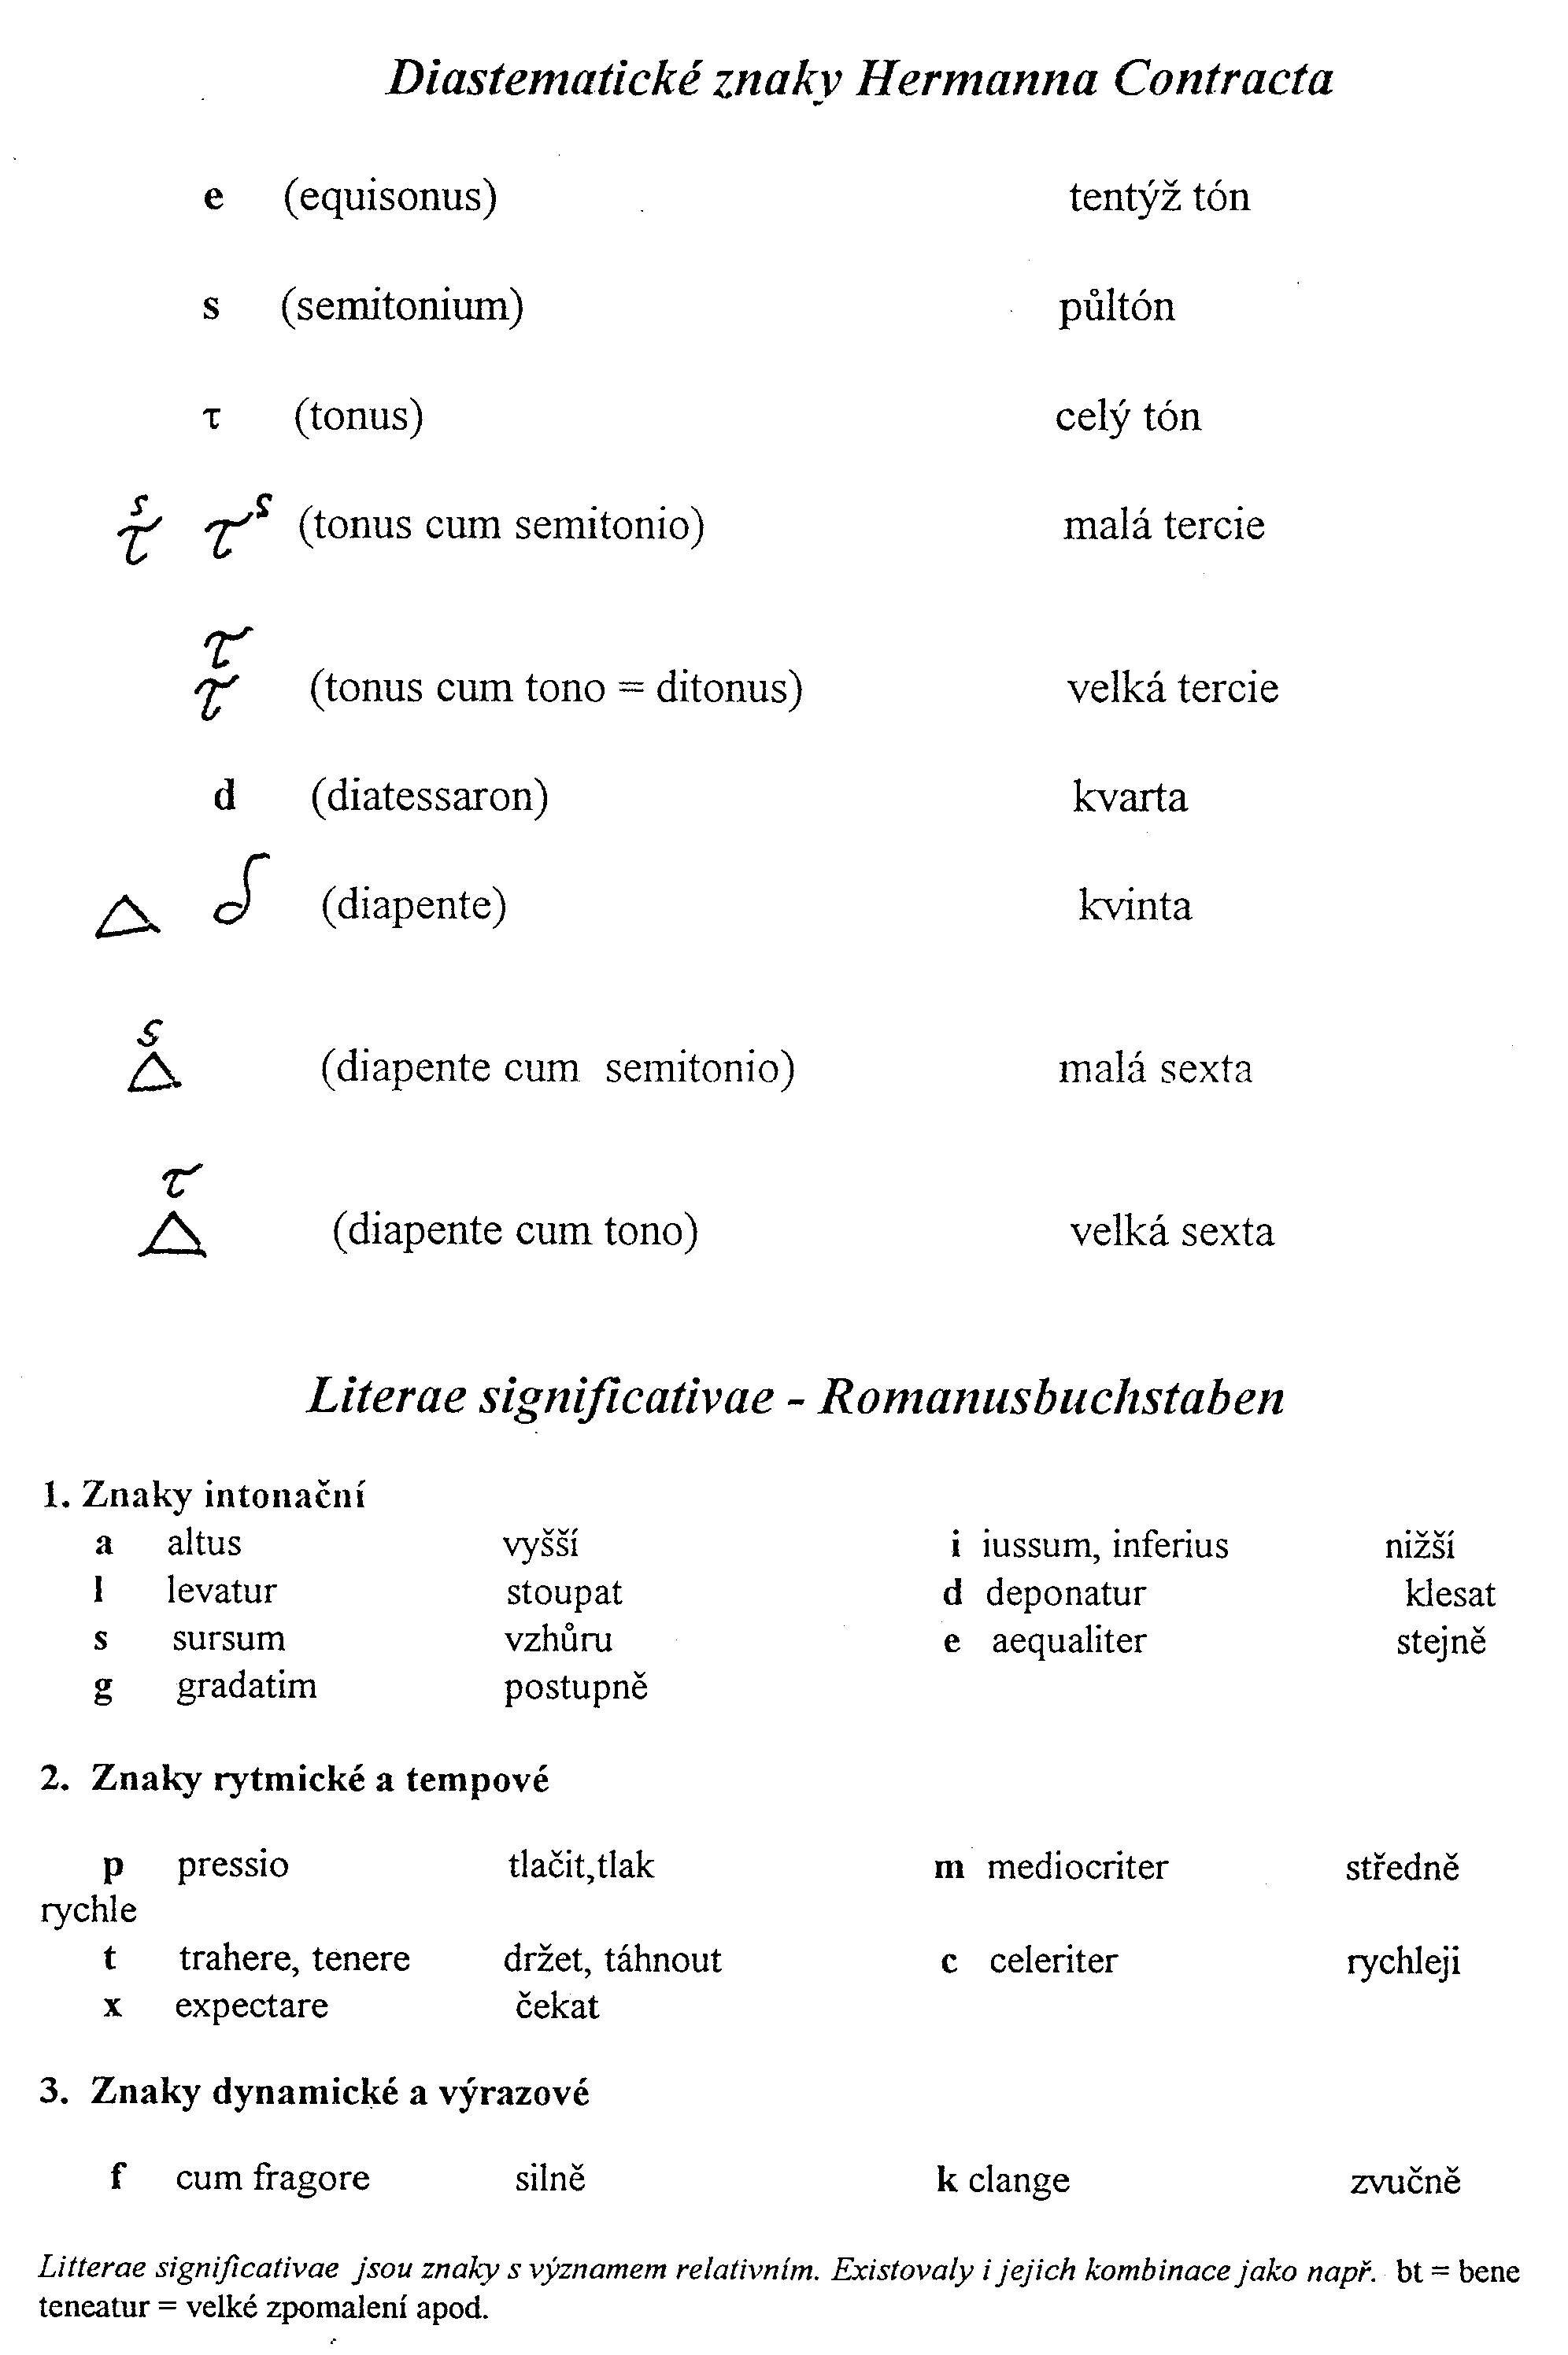 Diastematické znaky Hermanna Contracta
e (equisonus) tentýž tón
s (semitonium) půltón
τ (tonus) celý tón
s
τ τˢ (tonus cum semitonio) malá tercie
τ
τ (tonus cum tono = ditonus) velká tercie
d (diatessaron) kvarta
Δ δ (diapente) kvinta
s
Δ (diapente cum semitonio) malá sexta
τ
Δ (diapente cum tono) velká sexta
Literae significativae - Romanusbuchstaben
1. Znaky intonační
a altus vyšší i iussum, inferius nižší
l levatur stoupat d deponatur klesat
s sursum vzhůru e aequaliter stejně
g gradatim postupně
2. Znaky rytmické a tempové
p pressio tlačit,tlak m mediocriter středně
rychle
t trahere, tenere držet, táhnout c celeriter rychleji
x expectare čekat
3. Znaky dynamické a výrazové
f cum fragore silně k clange zvučně
Litterae significativae jsou znaky s významem relativním. Existovaly i jejich kombinace jako např. bt = bene
teneatur = velké zpomalení apod.